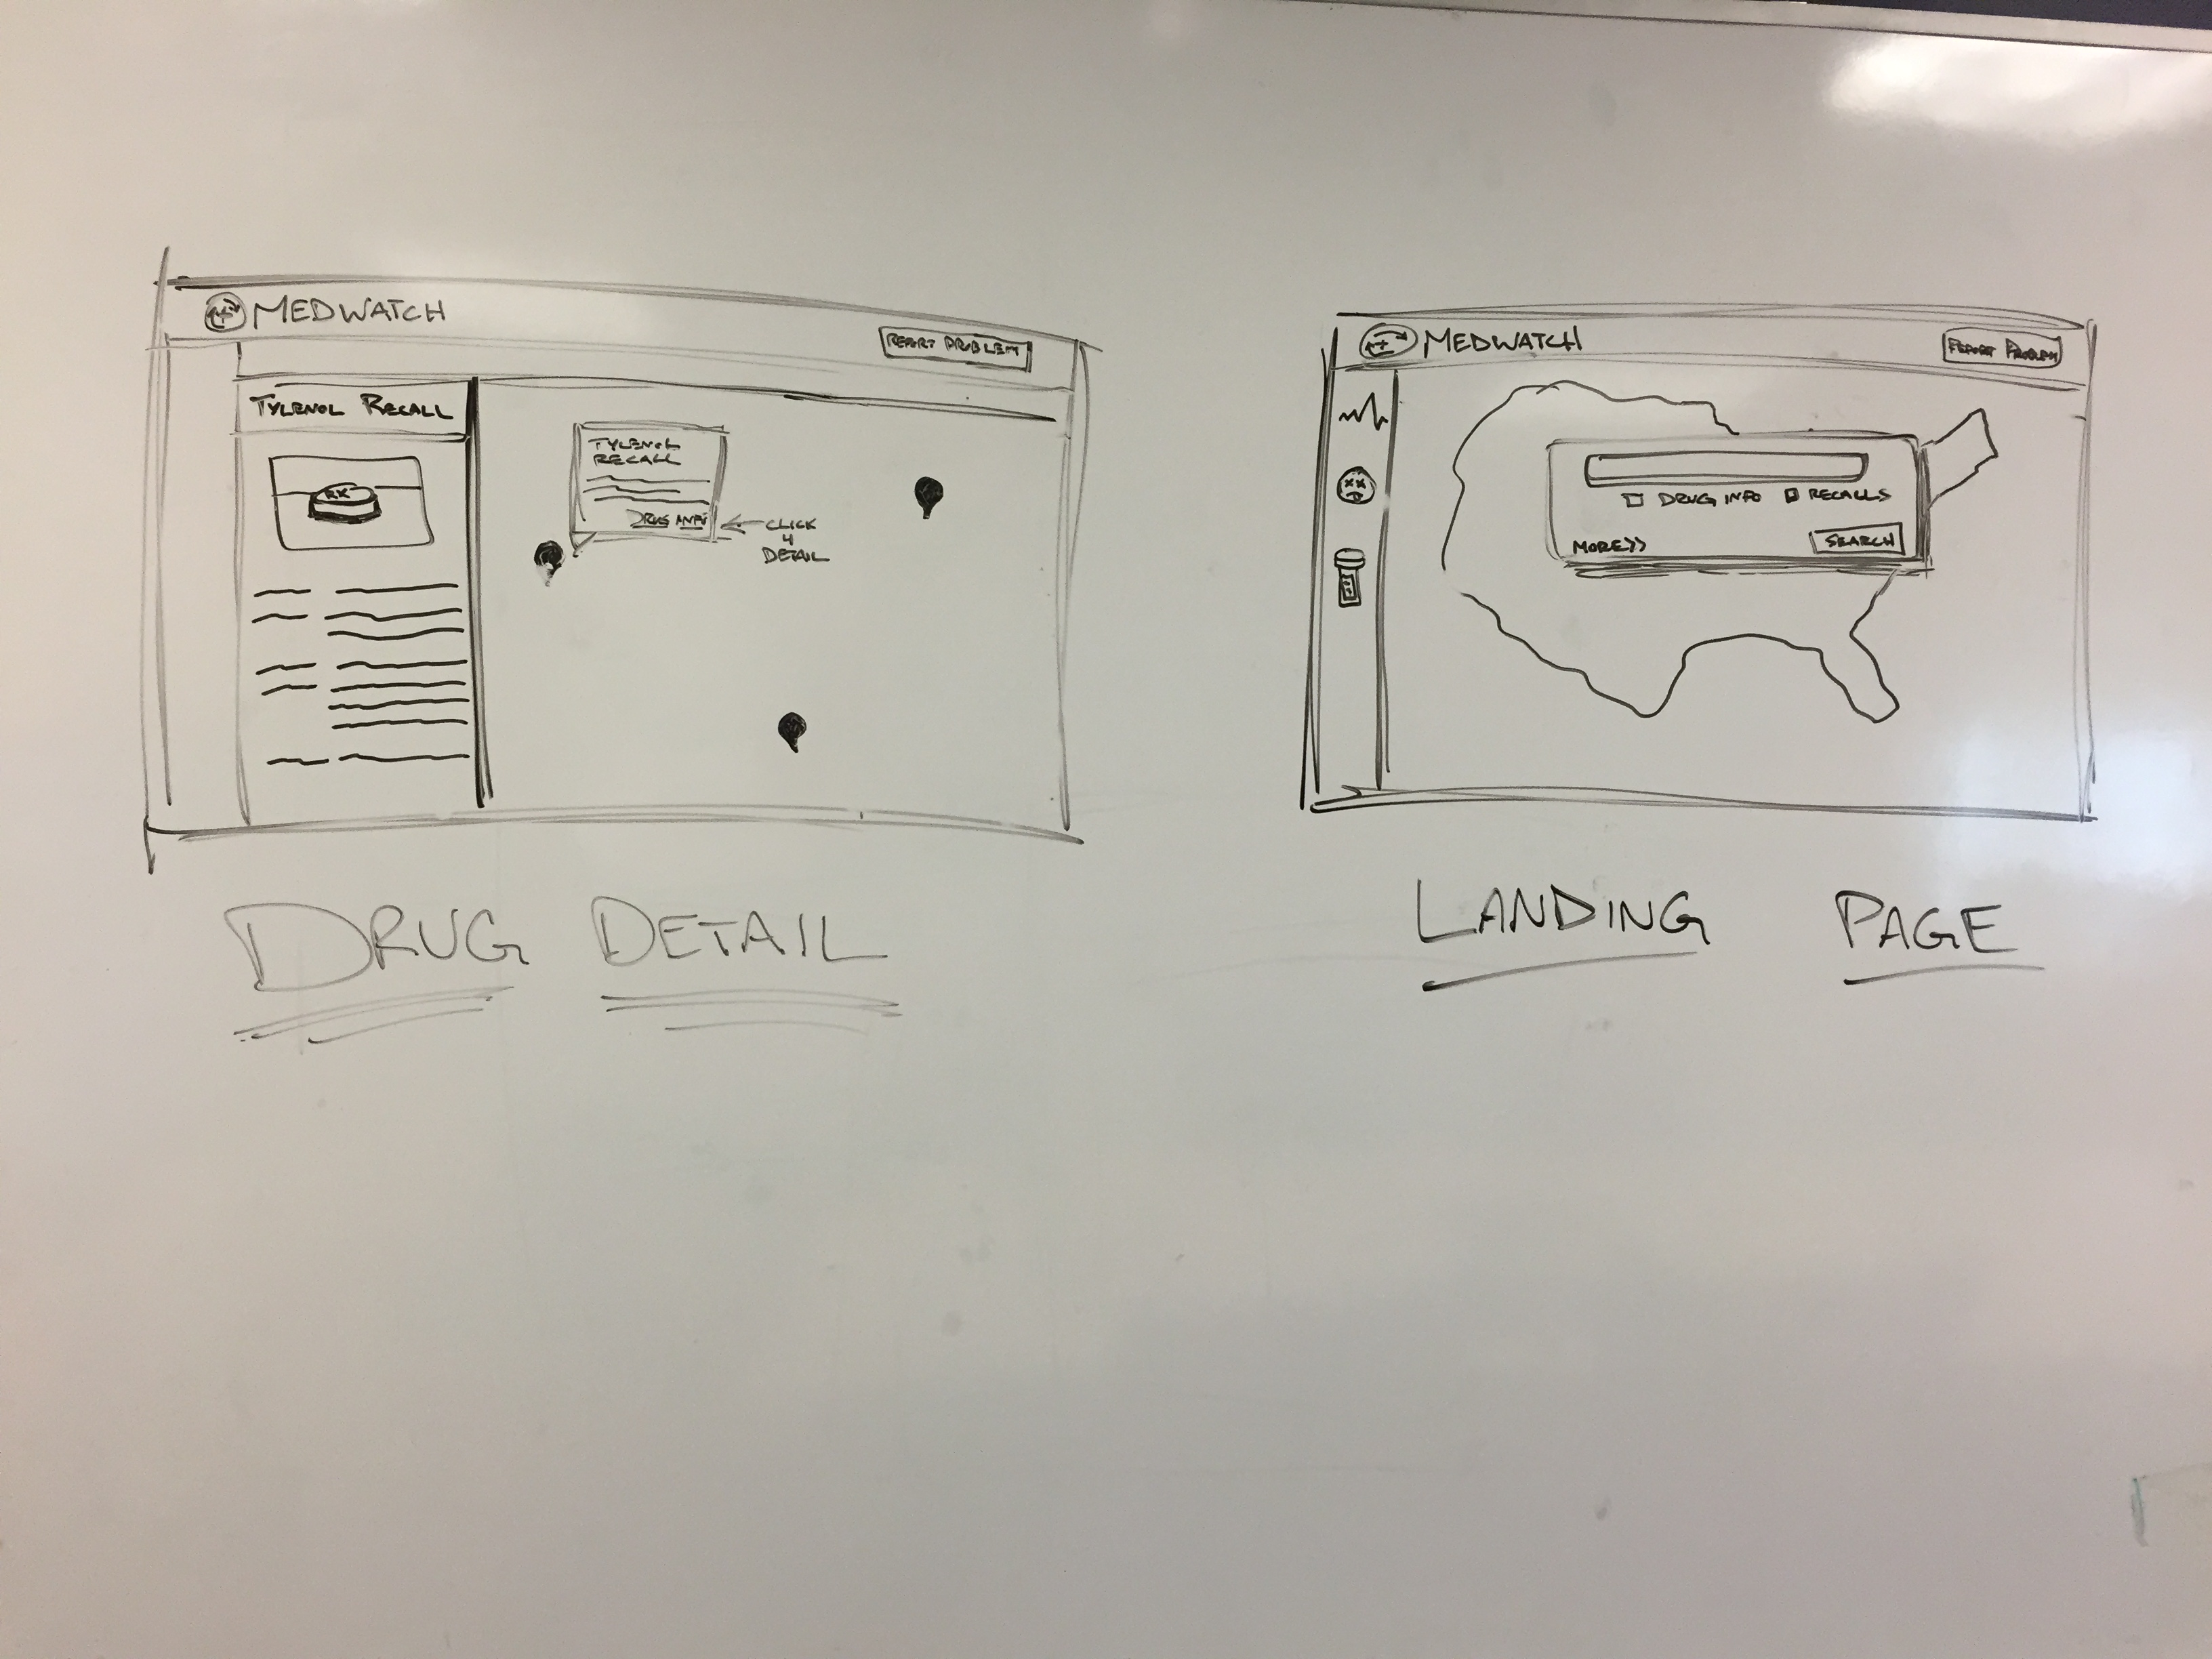 MEDWATCH
REPORT PROBLEM
TYLENOL RECALL
RX
TYLENOL
RECALL
DRUG INFO
CLICK
4
DETAIL
DRUG DETAIL
MEDWATCH
REPORT PROBLEM
DRUG INFO RECALLS
MORE>>
SEARCH
LANDING PAGE